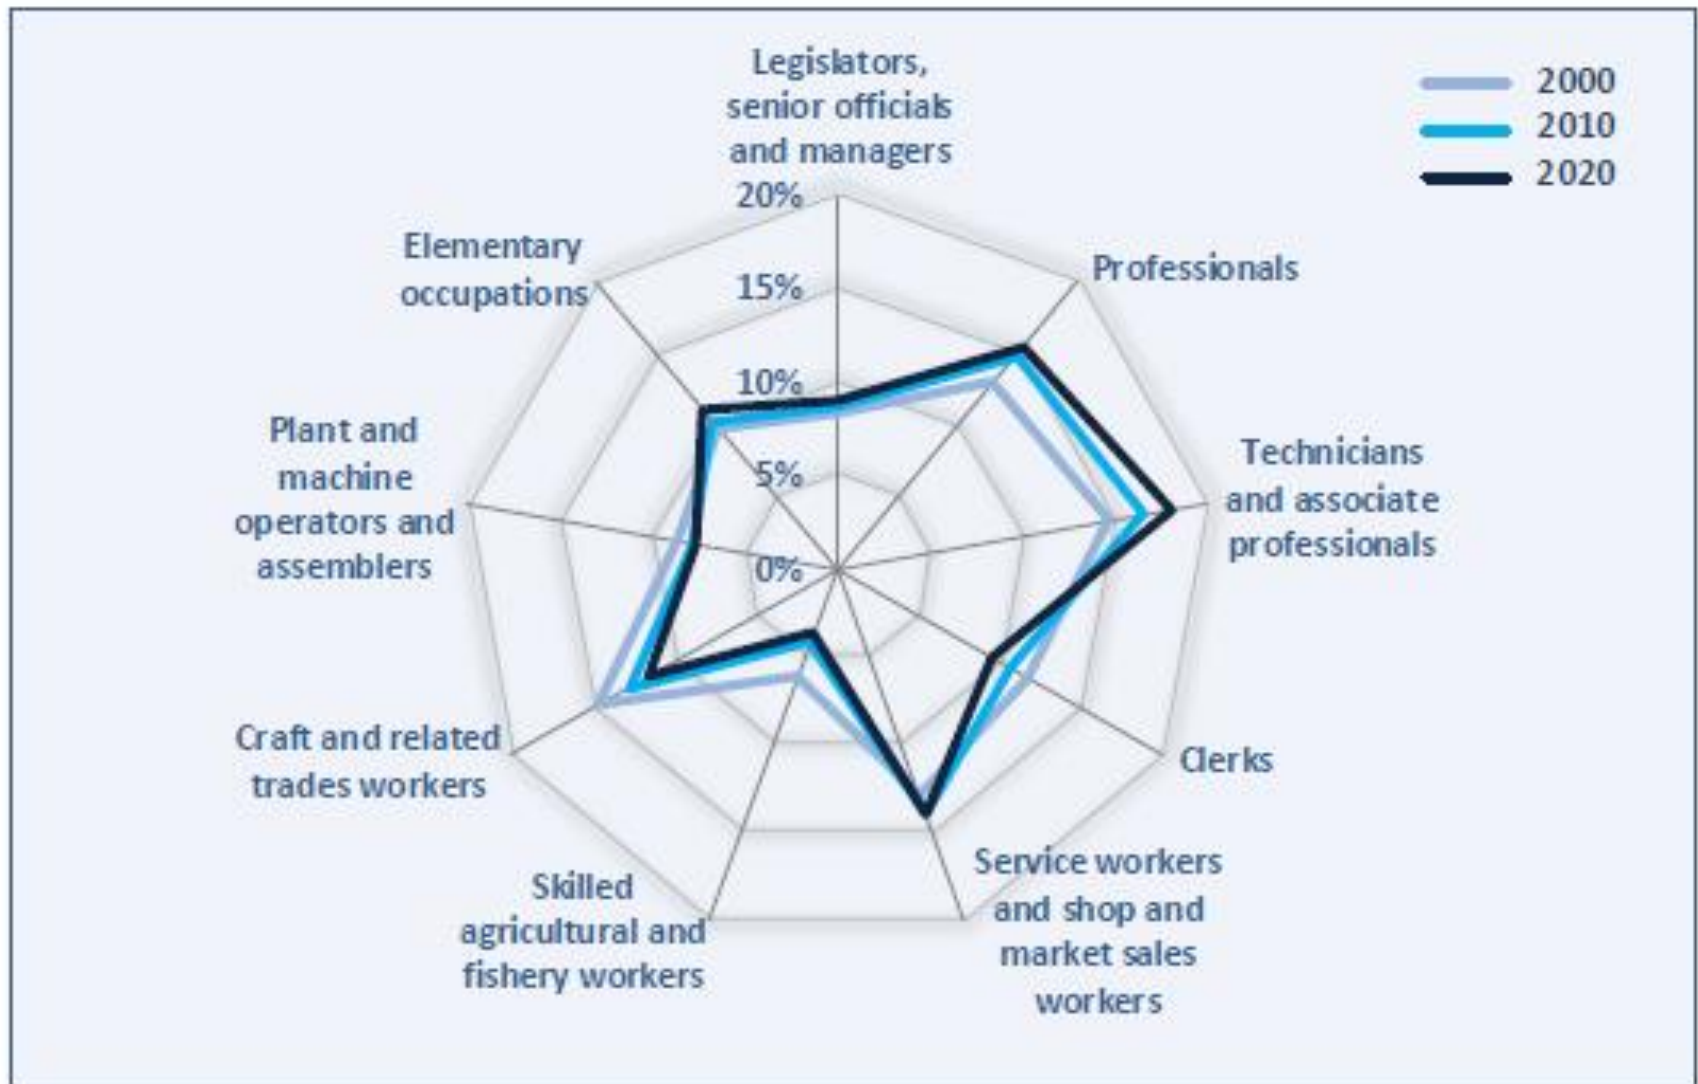 Legislators,
senior officials
and managers
2000
2010
2020
20%
15%
10%
5%
0%
Professionals
Technicians
and associate
professionals
Clerks
Service workers
and shop and
market sales
workers
Skilled
agricultural and
fishery workers
Craft and related
trades workers
Plant and
machine
operators and
assemblers
Elementary
occupations